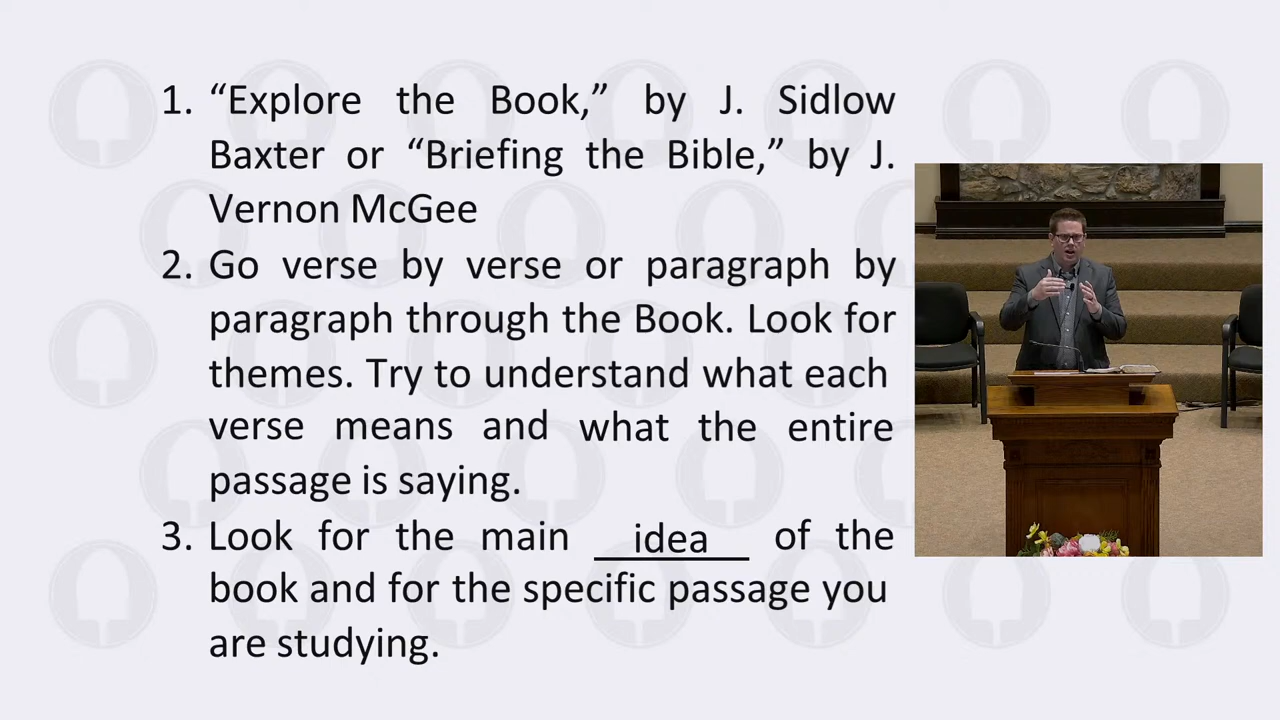 1. “Explore the Book,” by J. Sidlow
Baxter or “Briefing the Bible,” by J.
Vernon McGee
2. Go verse by verse or paragraph by
paragraph through the Book. Look for
themes. Try to understand what each
verse means and what the entire
passage is saying.
3. Look for the main idea of the
book and for the specific passage you
are studying.